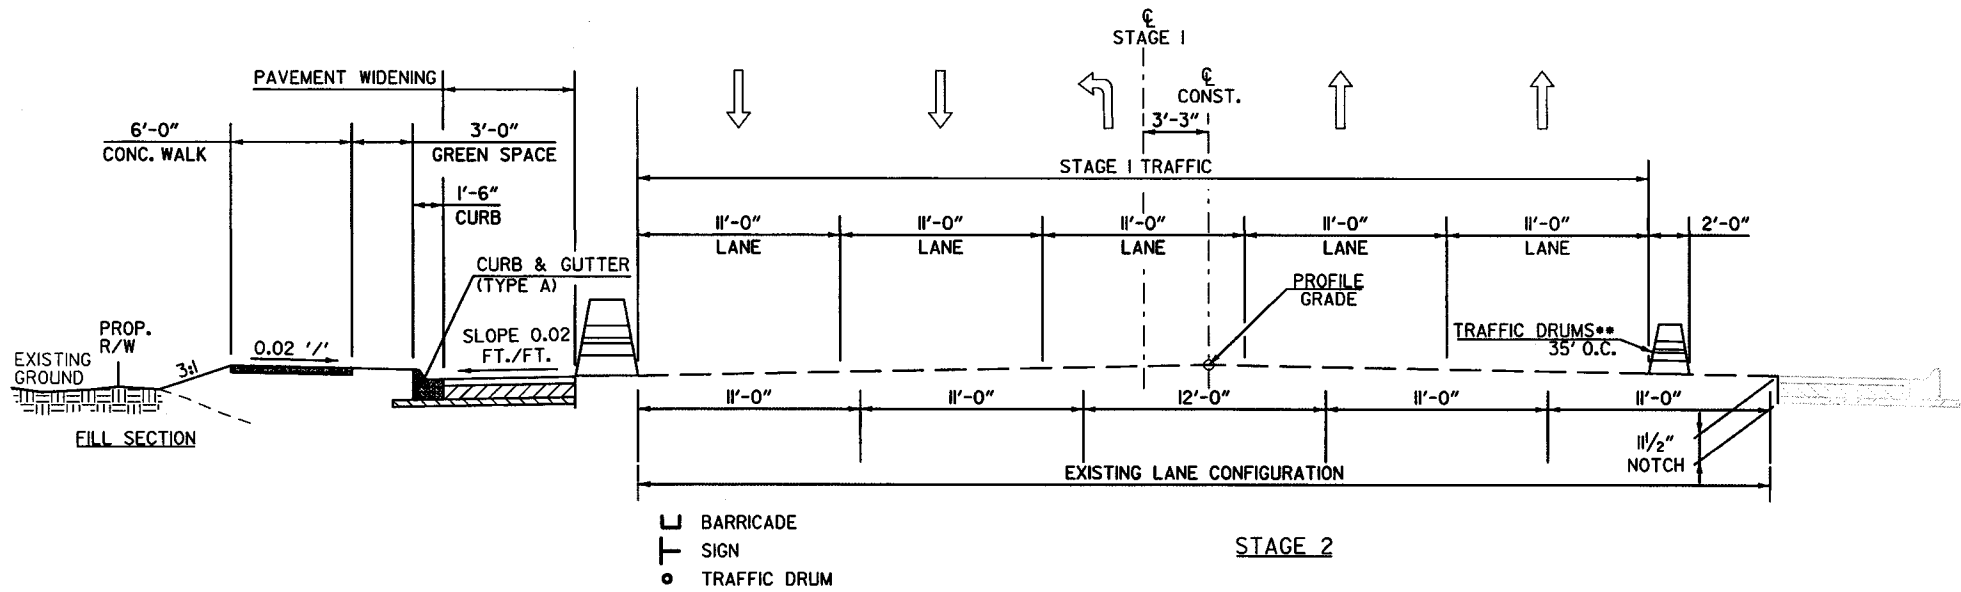 ℄
STAGE 1
℄
CONST.
3'-3"
PAVEMENT WIDENING
6'-0"
CONC. WALK
3'-0"
GREEN SPACE
1'-6"
CURB
STAGE 1 TRAFFIC
11'-0"
LANE
11'-0"
LANE
11'-0"
LANE
11'-0"
LANE
11'-0"
LANE
2'-0"
CURB & GUTTER
(TYPE A)
PROFILE
GRADE
PROP.
R/W
EXISTING
GROUND
3:1
0.02 '/'
SLOPE 0.02
FT./FT.
TRAFFIC DRUMS**
35' O.C.
FILL SECTION
11'-0"
11'-0"
12'-0"
11'-0"
11'-0"
11 1/2"
NOTCH
EXISTING LANE CONFIGURATION
BARRICADE
SIGN
TRAFFIC DRUM
STAGE 2